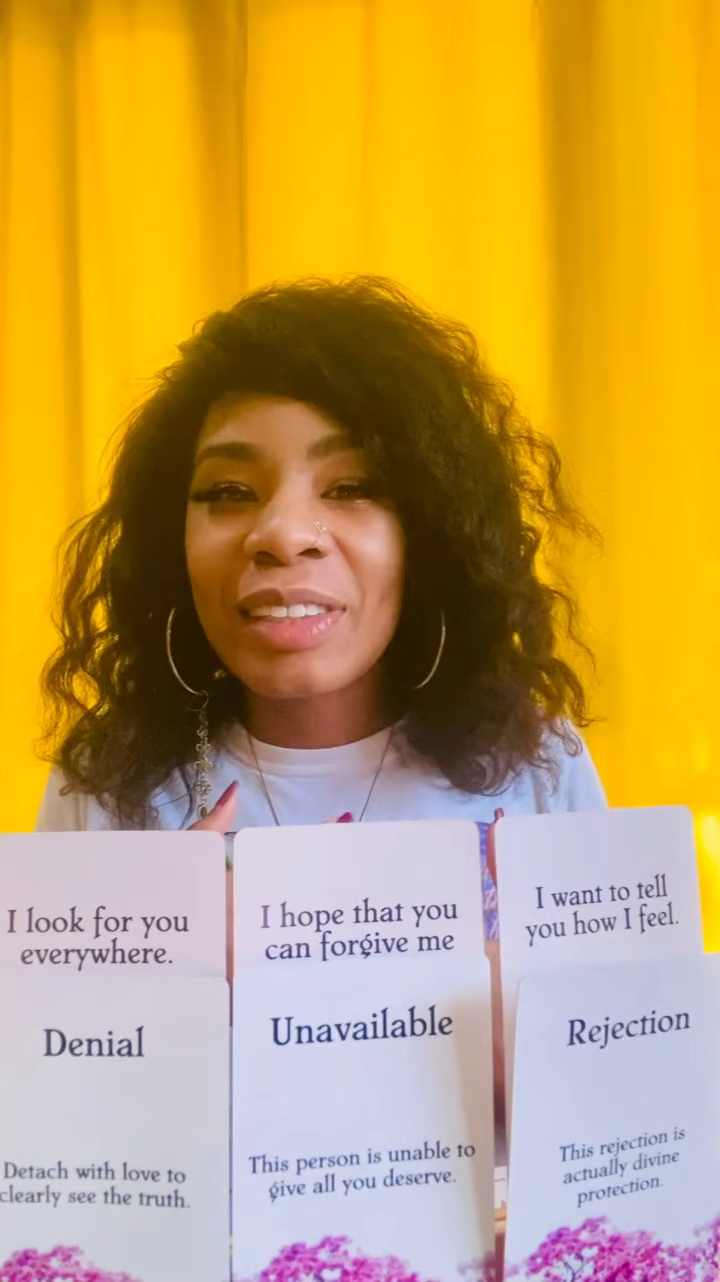 I look for you
everywhere.
I hope that you
can forgive me
I want to tell
you how I feel.
Denial
Detach with love to
clearly see the truth.
Unavailable
This person is unable to
give all you deserve.
Rejection
This rejection is
actually divine
protection.